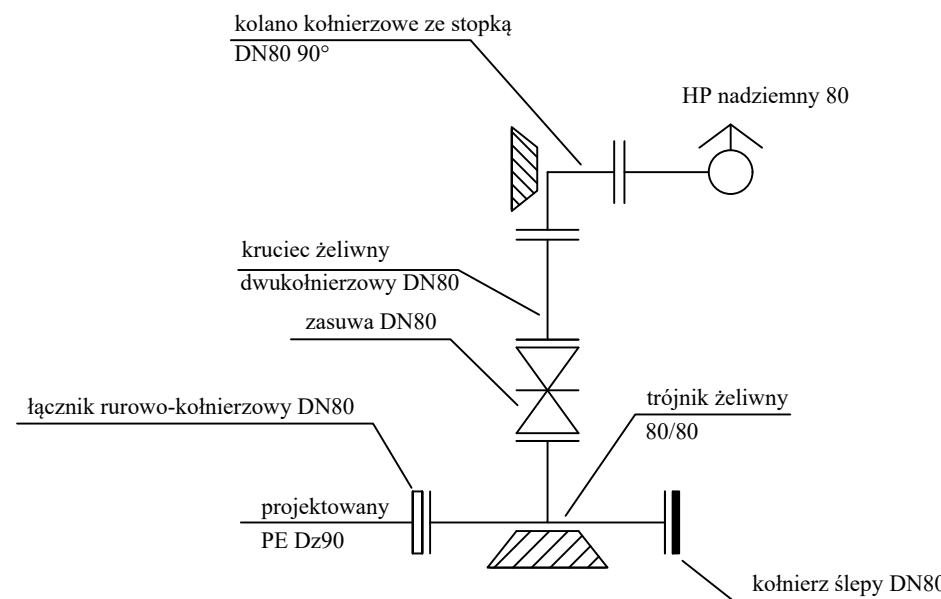 kolano kołnierzowe ze stopką
DN80 90°
HP nadziemny 80
kruciec żeliwny
dwukołnierzowy DN80
zasuwa DN80
łącznik rurowo-kołnierzowy DN80
trójnik żeliwny
80/80
projektowany
PE Dz90
kołnierz ślepy DN80